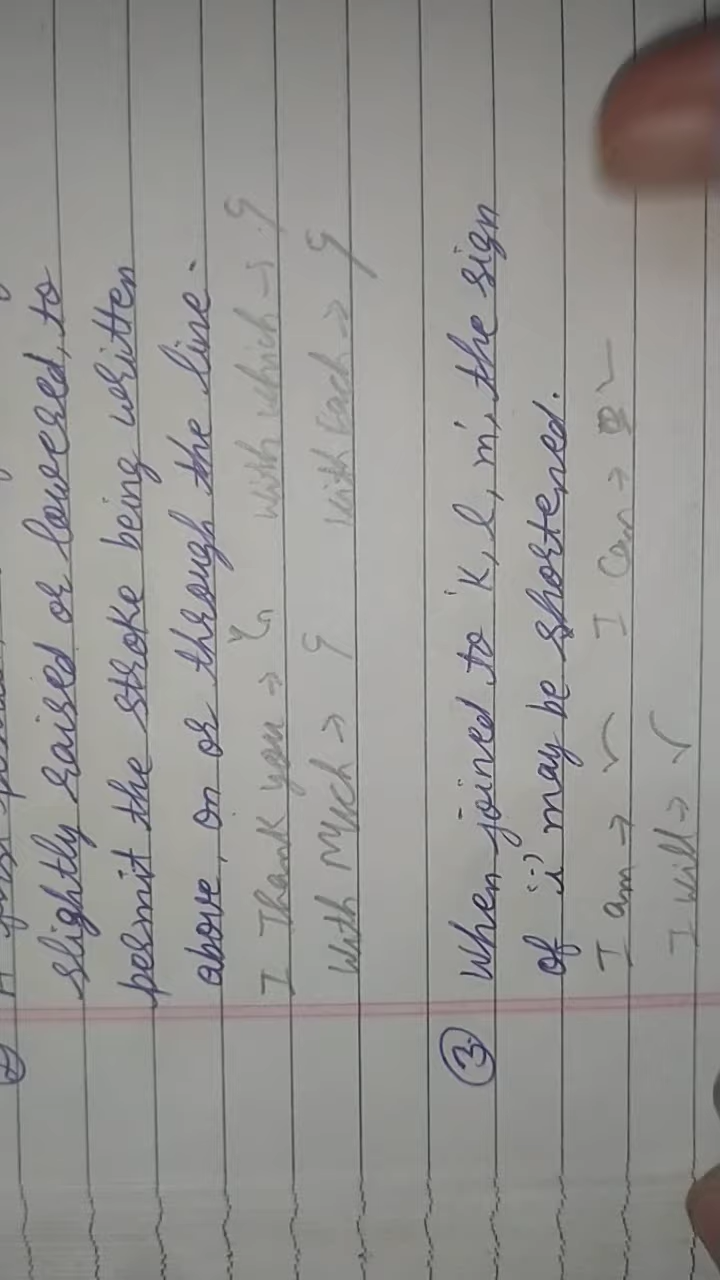 slightly raised or lowered, to
permit the stroke being written
above, on or through the line.
I Thank you → with which →
With Much → with each →
③ When joined to 'K, l, m', the sign
of 'i' may be shortened.
I am → I can →
I will →